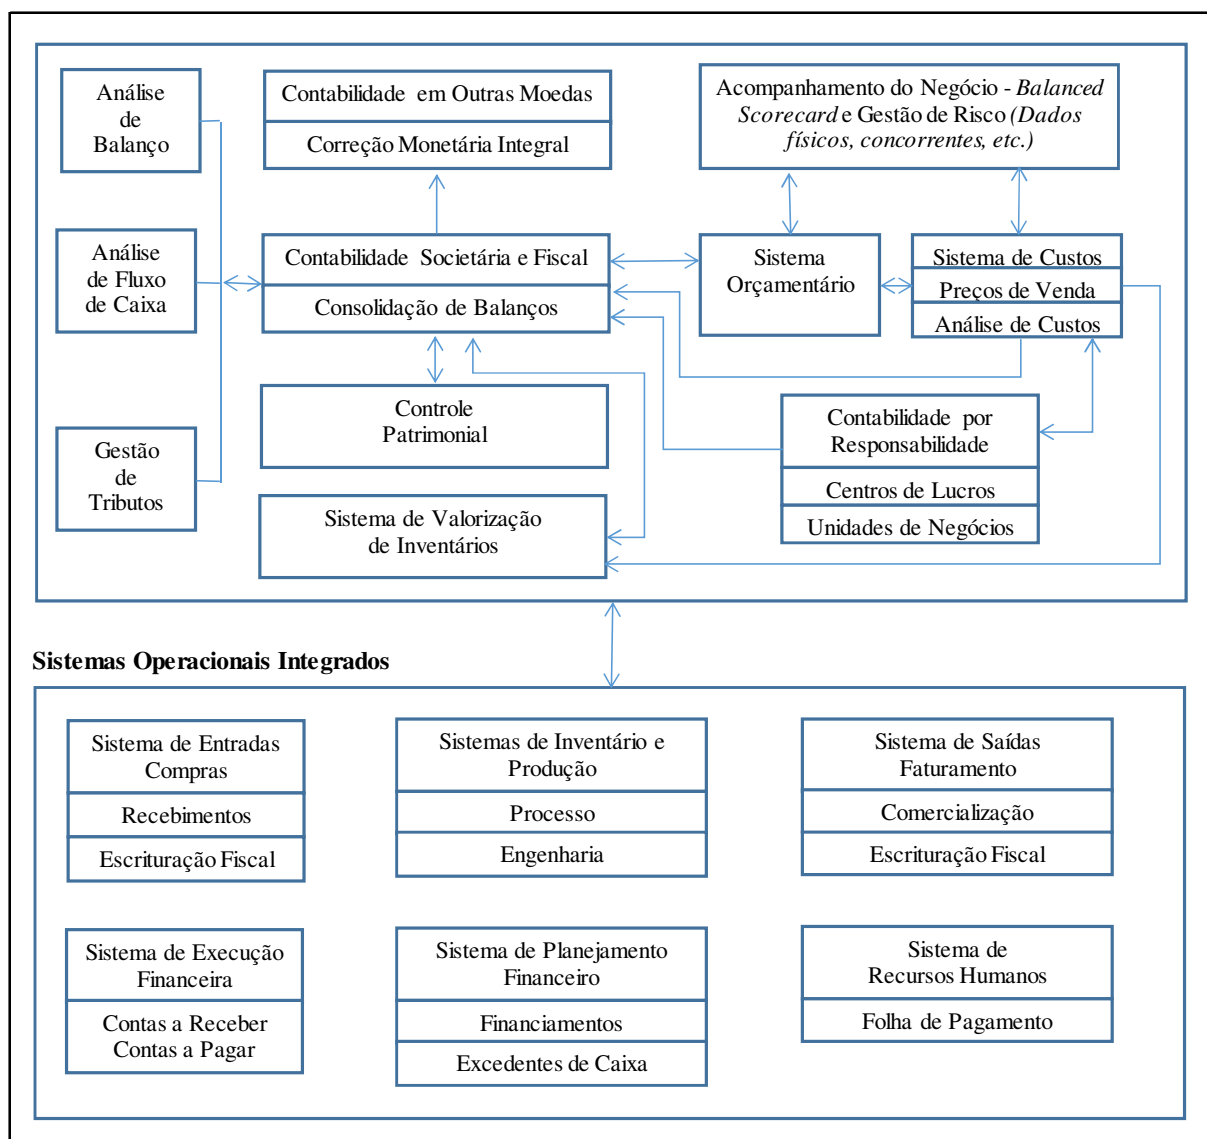 Análise
de
Balanço
Contabilidade em Outras Moedas
Correção Monetária Integral
Acompanhamento do Negócio - Balanced
Scorecard e Gestão de Risco (Dados
físicos, concorrentes, etc.)
Análise
de Fluxo
de Caixa
Contabilidade Societária e Fiscal
Consolidação de Balanços
Sistema
Orçamentário
Sistema de Custos
Preços de Venda
Análise de Custos
Controle
Patrimonial
Contabilidade por
Responsabilidade
Centros de Lucros
Unidades de Negócios
Gestão
de
Tributos
Sistema de Valorização
de Inventários
Sistemas Operacionais Integrados
Sistema de Entradas
Compras
Recebimentos
Escrituração Fiscal
Sistemas de Inventário e
Produção
Processo
Engenharia
Sistema de Saídas
Faturamento
Comercialização
Escrituração Fiscal
Sistema de Execução
Financeira
Contas a Receber
Contas a Pagar
Sistema de Planejamento
Financeiro
Financiamentos
Excedentes de Caixa
Sistema de
Recursos Humanos
Folha de Pagamento